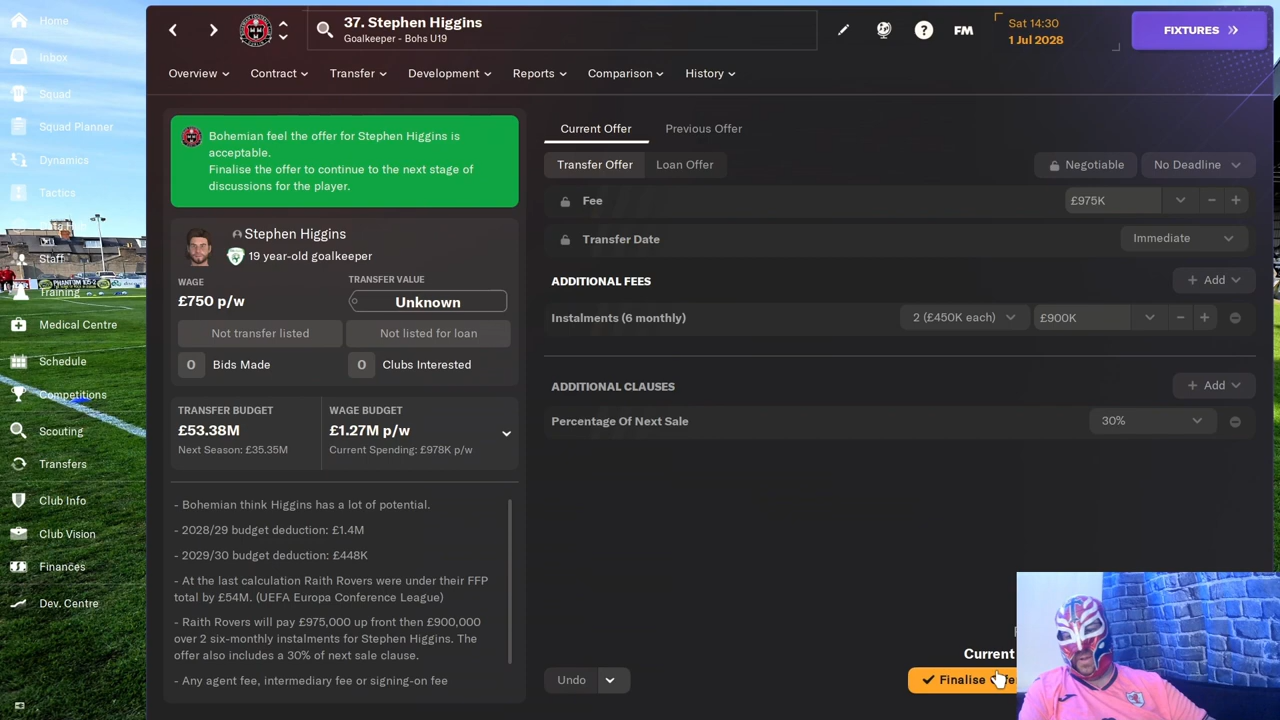 Home
Inbox
Squad
Squad Planner
Dynamics
Tactics
Staff
Training
Medical Centre
Schedule
Competitions
Scouting
Transfers
Club Info
Club Vision
Finances
Dev. Centre
37. Stephen Higgins
Goalkeeper - Bohs U19
FM
Sat 14:30
1 Jul 2028
FIXTURES
Overview
Contract
Transfer
Development
Reports
Comparison
History
Bohemian feel the offer for Stephen Higgins is
acceptable.
Finalise the offer to continue to the next stage of
discussions for the player.
Stephen Higgins
19 year-old goalkeeper
WAGE
£750 p/w
TRANSFER VALUE
Unknown
Not transfer listed
Not listed for loan
0 Bids Made
0 Clubs Interested
TRANSFER BUDGET
£53.38M
Next Season: £35.35M
WAGE BUDGET
£1.27M p/w
Current Spending: £978K p/w
- Bohemian think Higgins has a lot of potential.
- 2028/29 budget deduction: £1.4M
- 2029/30 budget deduction: £448K
- At the last calculation Raith Rovers were under their FFP
total by £54M. (UEFA Europa Conference League)
- Raith Rovers will pay £975,000 up front then £900,000
over 2 six-monthly instalments for Stephen Higgins. The
offer also includes a 30% of next sale clause.
- Any agent fee, intermediary fee or signing-on fee
Current Offer
Previous Offer
Transfer Offer
Loan Offer
Negotiable
No Deadline
Fee
£975K
Transfer Date
Immediate
ADDITIONAL FEES
Add
Instalments (6 monthly)
2 (£450K each)
£900K
ADDITIONAL CLAUSES
Add
Percentage Of Next Sale
30%
Current
Undo
Finalise